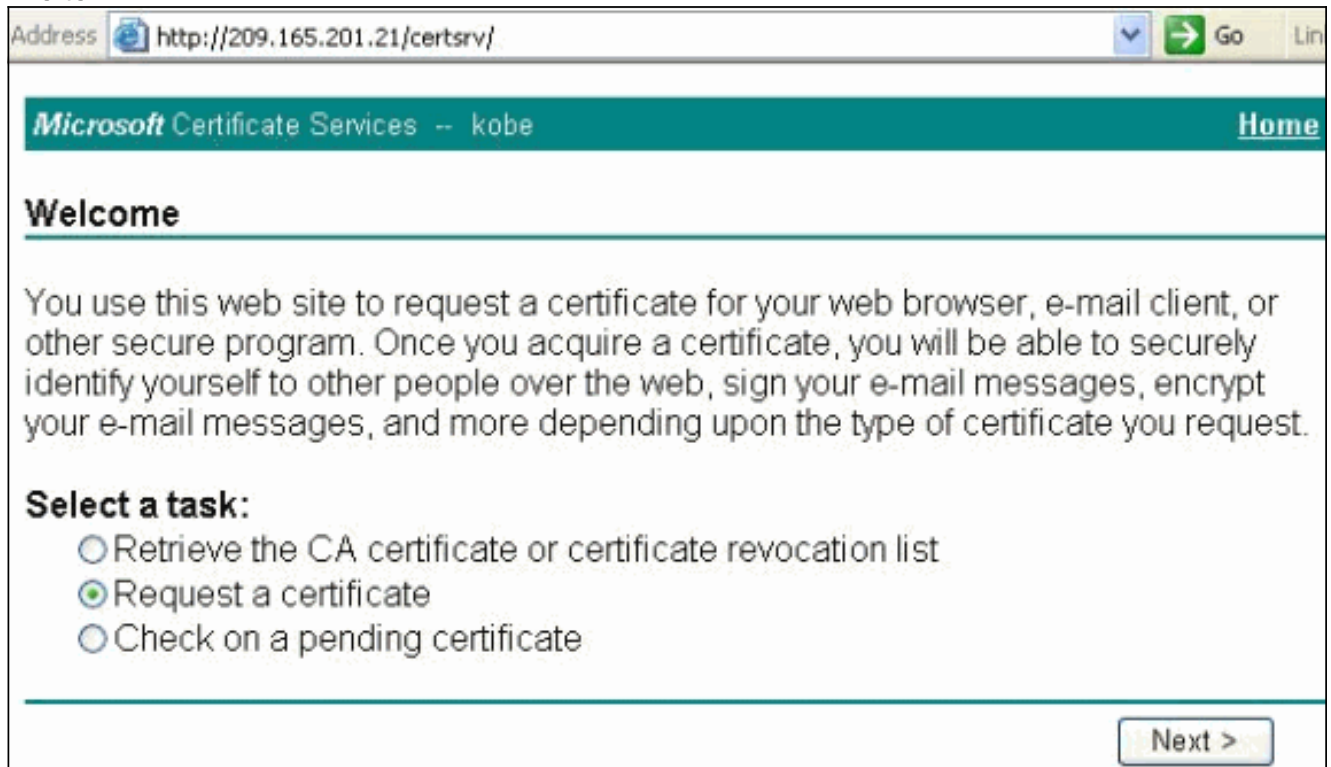 Address http://209.165.201.21/certsrv/ Go Lin
Microsoft Certificate Services -- kobe Home
Welcome
You use this web site to request a certificate for your web browser, e-mail client, or
other secure program. Once you acquire a certificate, you will be able to securely
identify yourself to other people over the web, sign your e-mail messages, encrypt
your e-mail messages, and more depending upon the type of certificate you request.
Select a task:
Retrieve the CA certificate or certificate revocation list
Request a certificate
Check on a pending certificate
Next >